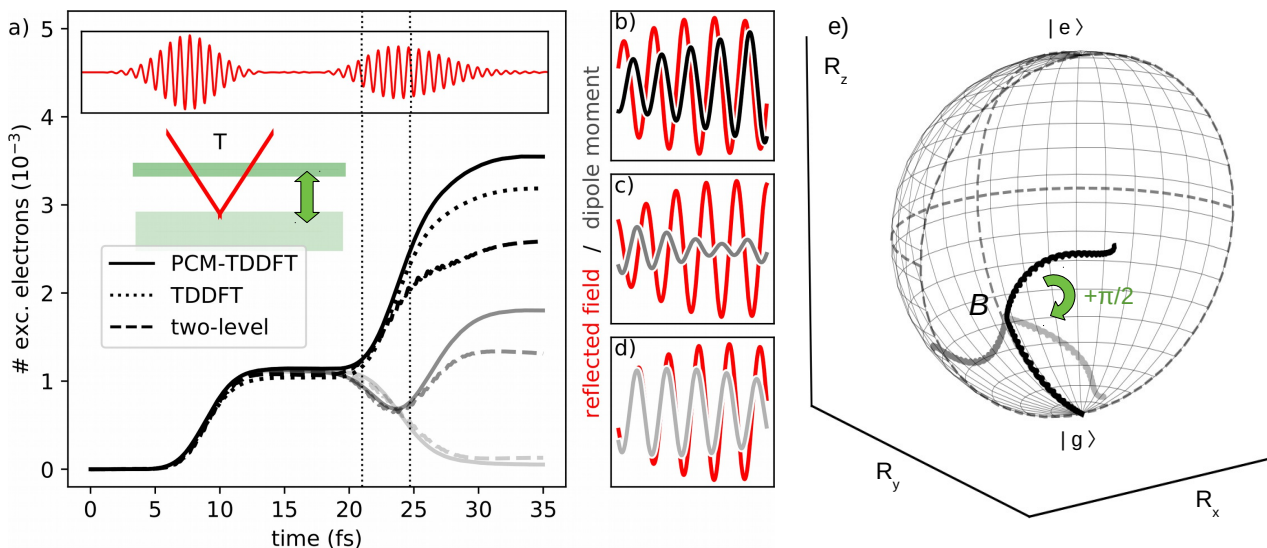 a)
5
4
3
2
1
0
# exc. electrons (10⁻³)
T
PCM-TDDFT
TDDFT
two-level
0 5 10 15 20 25 30 35
time (fs)
reflected field / dipole moment
b)
c)
d)
e)
| e ⟩
R_z
B
+π/2
| g ⟩
R_y
R_x